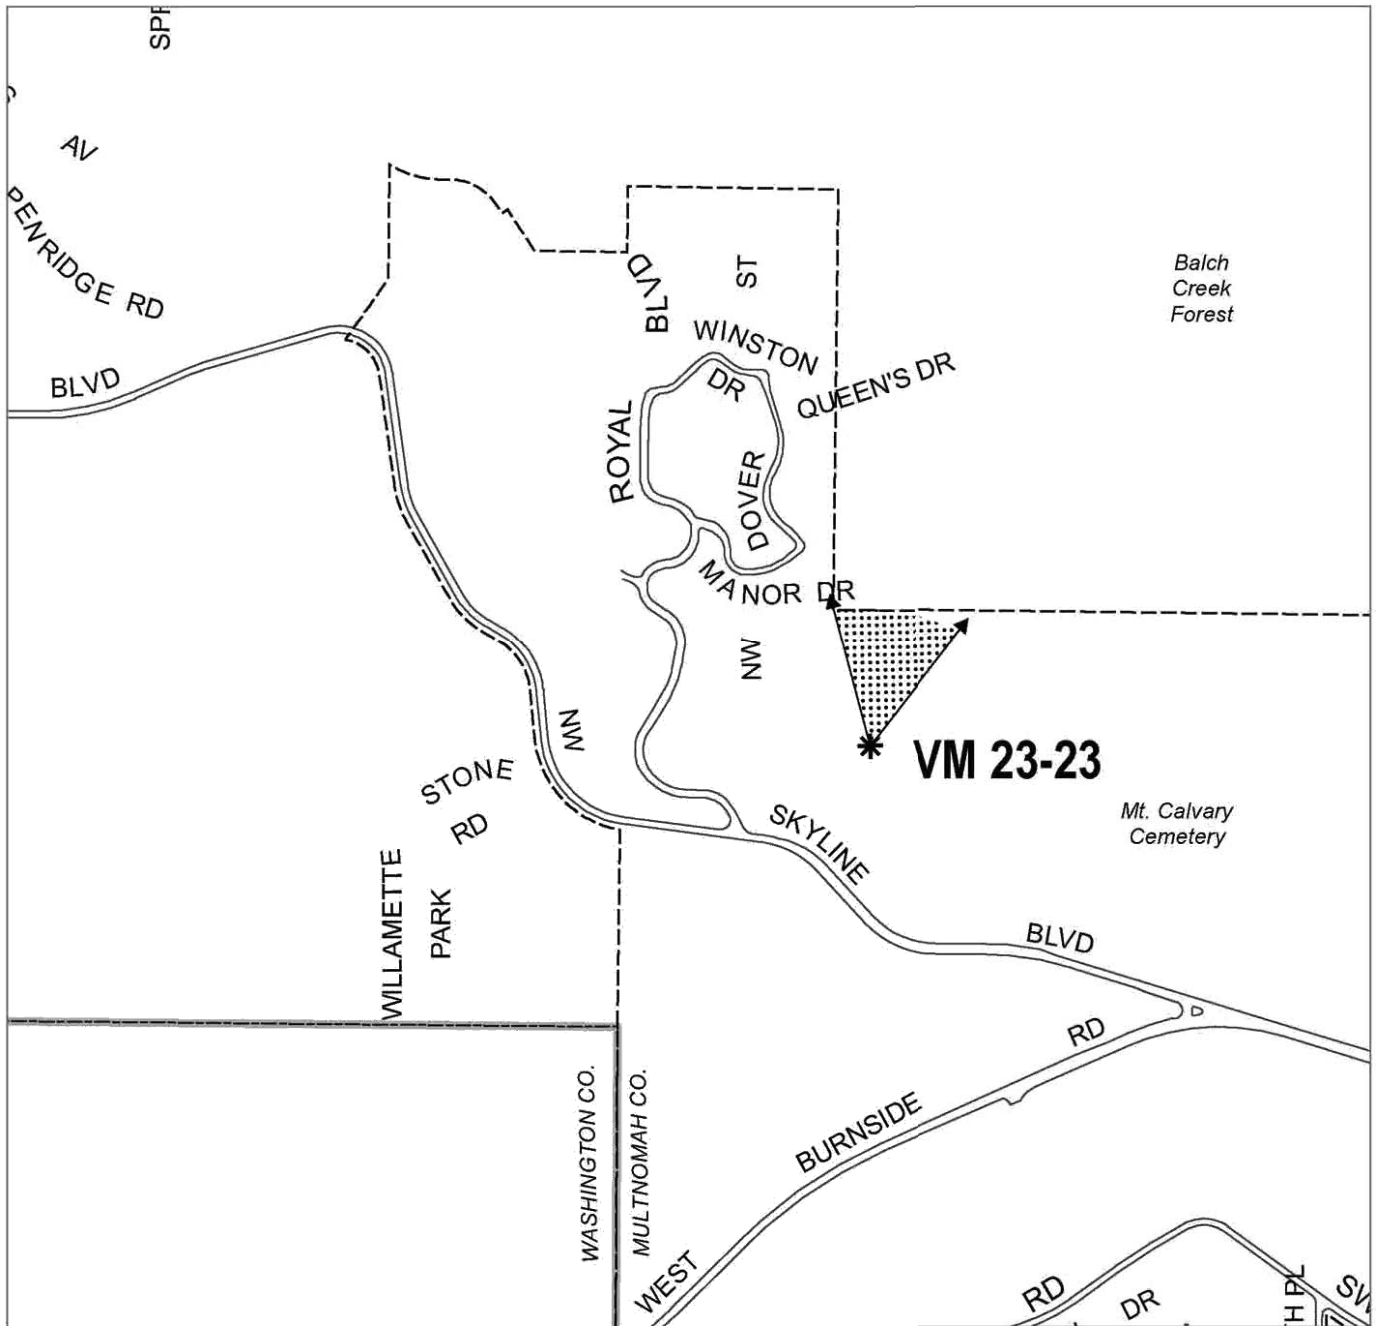 SPR
AV
PENRIDGE RD
BLVD
BLVD
ST
WINSTON
DR
QUEEN'S DR
ROYAL
DOVER
MANOR DR
NW
Balch
Creek
Forest
VM 23-23
NW
STONE
RD
WILLAMETTE
PARK
SKYLINE
BLVD
Mt. Calvary
Cemetery
RD
BURNSIDE
WEST
WASHINGTON CO.
MULTNOMAH CO.
RD
DR
H PL
SW